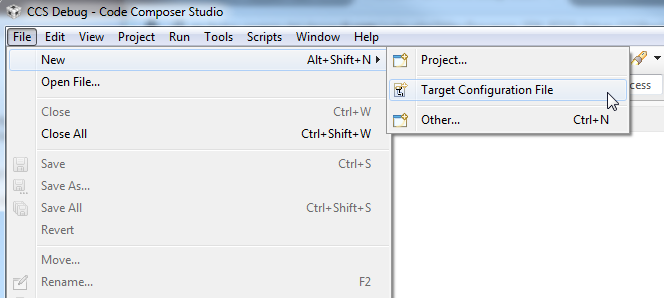 CCS Debug - Code Composer Studio
File Edit View Project Run Tools Scripts Window Help
New Alt+Shift+N
Project...
Open File...
Target Configuration File
cess
Close Ctrl+W
Other... Ctrl+N
Close All Ctrl+Shift+W
Save Ctrl+S
Save As...
Save All Ctrl+Shift+S
Revert
Move...
Rename... F2